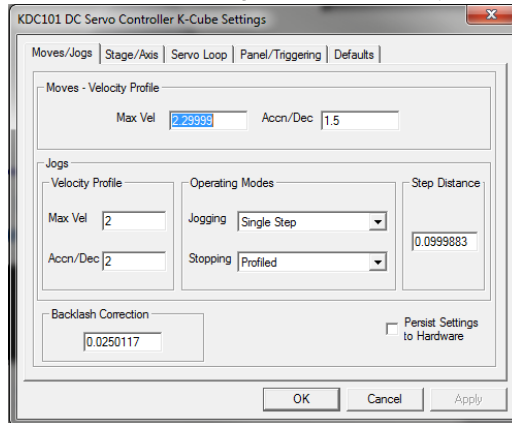 KDC101 DC Servo Controller K-Cube Settings
Moves/Jogs Stage/Axis Servo Loop Panel/Triggering Defaults
Moves - Velocity Profile
Max Vel 2.29999 Accn/Dec 1.5
Jogs
Velocity Profile Operating Modes Step Distance
Max Vel 2 Jogging Single Step
0.0999883
Accn/Dec 2 Stopping Profiled
Backlash Correction
Persist Settings
to Hardware
0.0250117
OK Cancel Apply